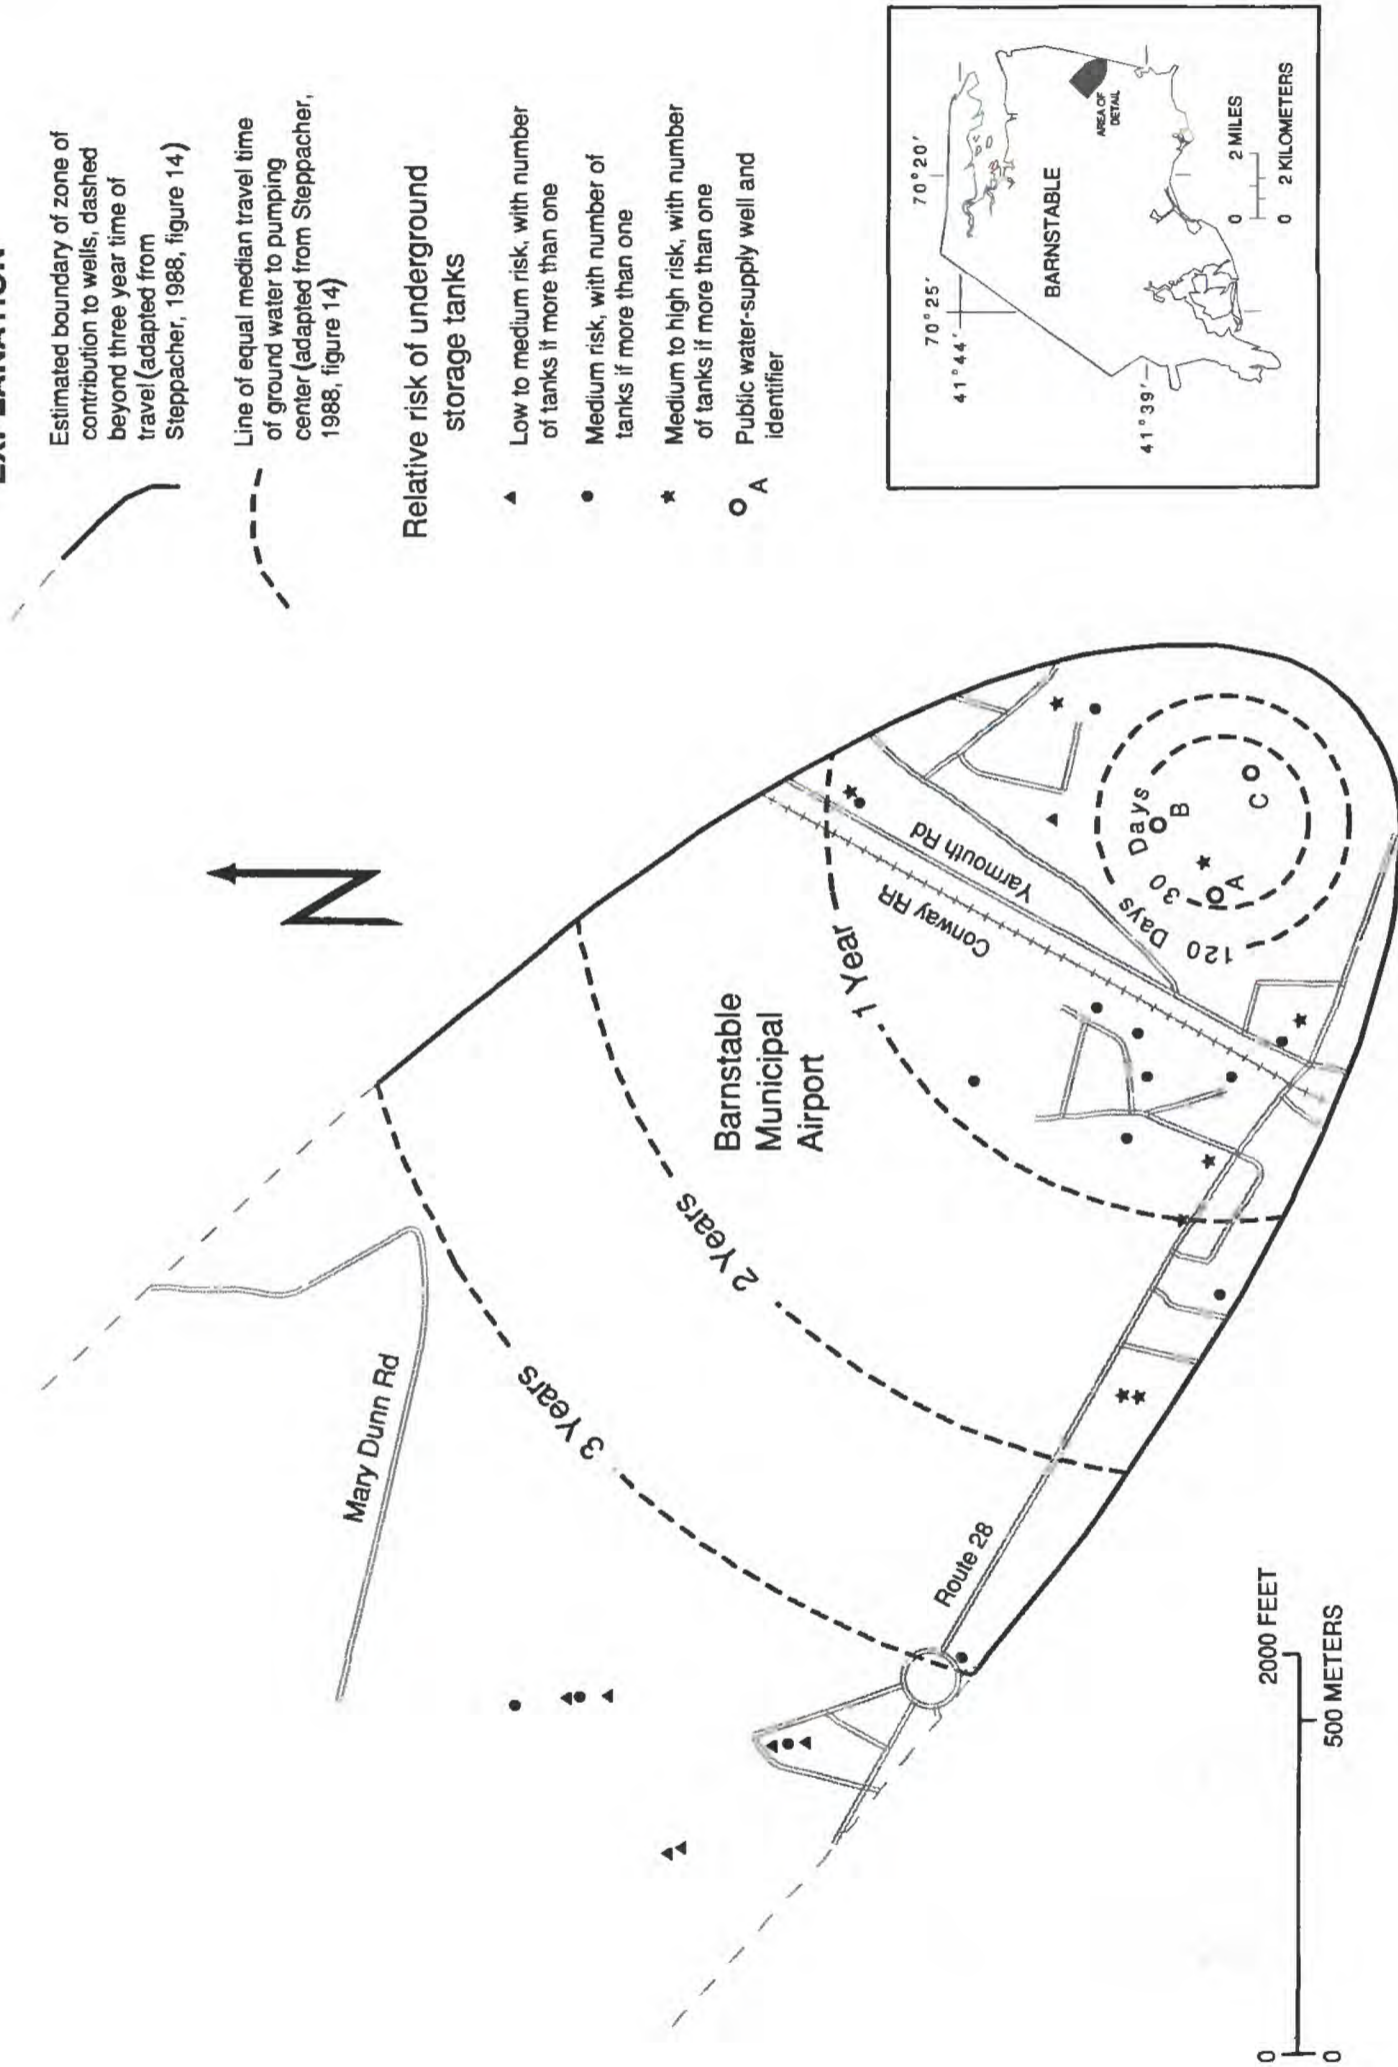 EXPLANATION
Estimated boundary of zone of
contribution to wells, dashed
beyond three year time of
travel (adapted from
Steppacher, 1988, figure 14)
Line of equal median travel time
of ground water to pumping
center (adapted from Steppacher,
1988, figure 14)
Relative risk of underground
storage tanks
Low to medium risk, with number
of tanks if more than one
Medium risk, with number of
tanks if more than one
Medium to high risk, with number
of tanks if more than one
A
Public water-supply well and
identifier
70°25'
70°20'
41°44'
41°39'
BARNSTABLE
AREA OF
DETAIL
0 2 MILES
0 2 KILOMETERS
N
Mary Dunn Rd
3 Years
2 Years
1 Year
Barnstable
Municipal
Airport
Conway RR
Yarmouth Rd
120 Days
30 Days
A
B
C
Route 28
0 2000 FEET
0 500 METERS